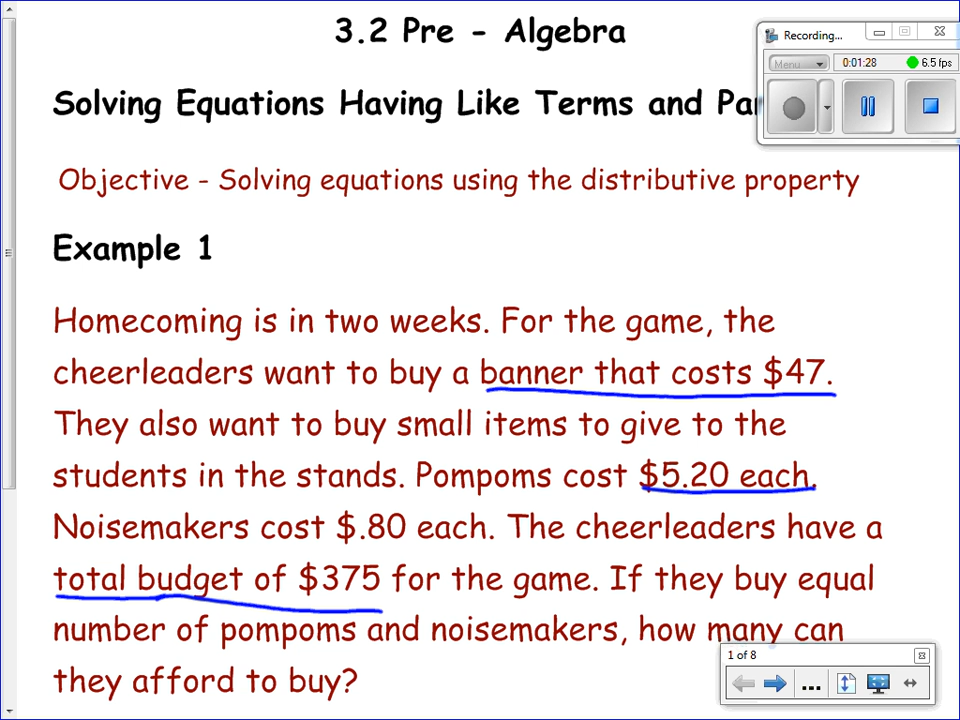 3.2 Pre - Algebra
Recording...
Menu
0:01:28
6.5 fps
Solving Equations Having Like Terms and
Objective - Solving equations using the distributive property
Example 1
Homecoming is in two weeks. For the game, the
cheerleaders want to buy a banner that costs $47.
They also want to buy small items to give to the
students in the stands. Pompoms cost $5.20 each.
Noisemakers cost $.80 each. The cheerleaders have a
total budget of $375 for the game. If they buy equal
number of pompoms and noisemakers, how many can
they afford to buy?
1 of 8